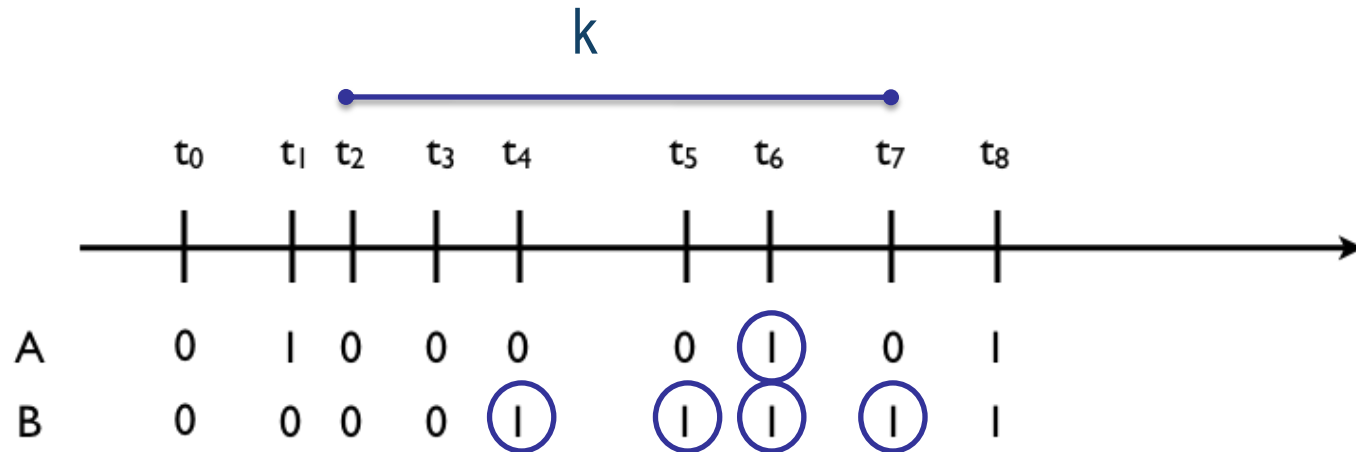 k
t₀ t₁ t₂ t₃ t₄ t₅ t₆ t₇ t₈
A 0 1 0 0 0 0 1 0 1
B 0 0 0 0 1 1 1 1 1